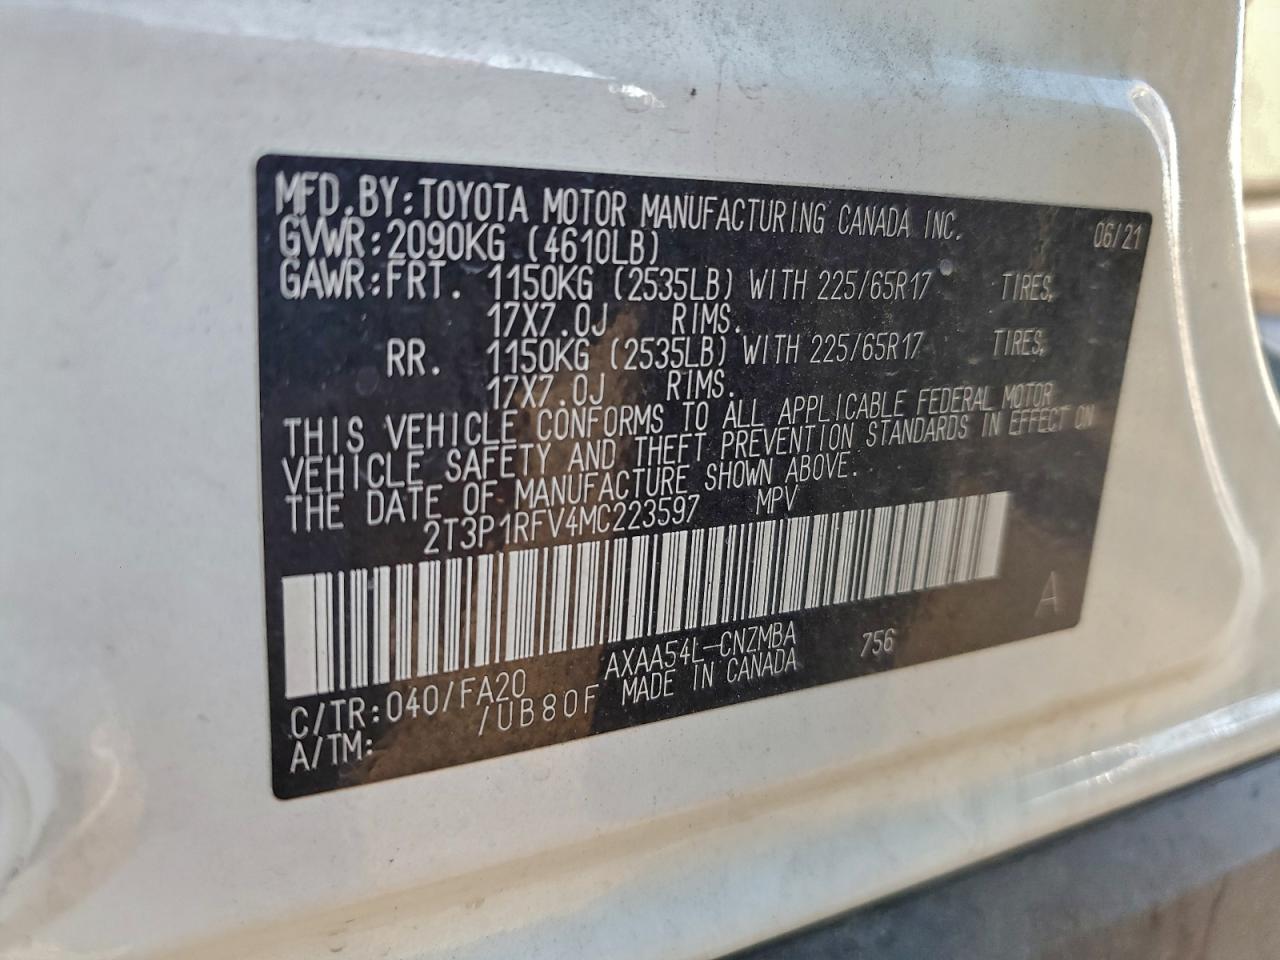 MFD.BY:TOYOTA MOTOR MANUFACTURING CANADA INC. 06/21
GVWR:2090KG (4610LB)
GAWR:FRT. 1150KG (2535LB) WITH 225/65R17 TIRES,
17X7.0J RIMS.
RR. 1150KG (2535LB) WITH 225/65R17 TIRES,
17X7.0J RIMS.
THIS VEHICLE CONFORMS TO ALL APPLICABLE FEDERAL MOTOR
VEHICLE SAFETY AND THEFT PREVENTION STANDARDS IN EFFECT ON
THE DATE OF MANUFACTURE SHOWN ABOVE.
2T3P1RFV4MC223597 MPV
A
C/TR:040/FA20 AXAA54L-CNZMBA 756
A/TM: /UB80F MADE IN CANADA